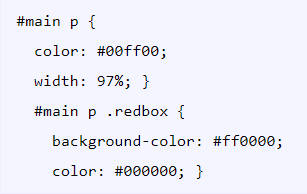 #main p {
  color: #00ff00;
  width: 97%; }
  #main p .redbox {
    background-color: #ff0000;
    color: #000000; }